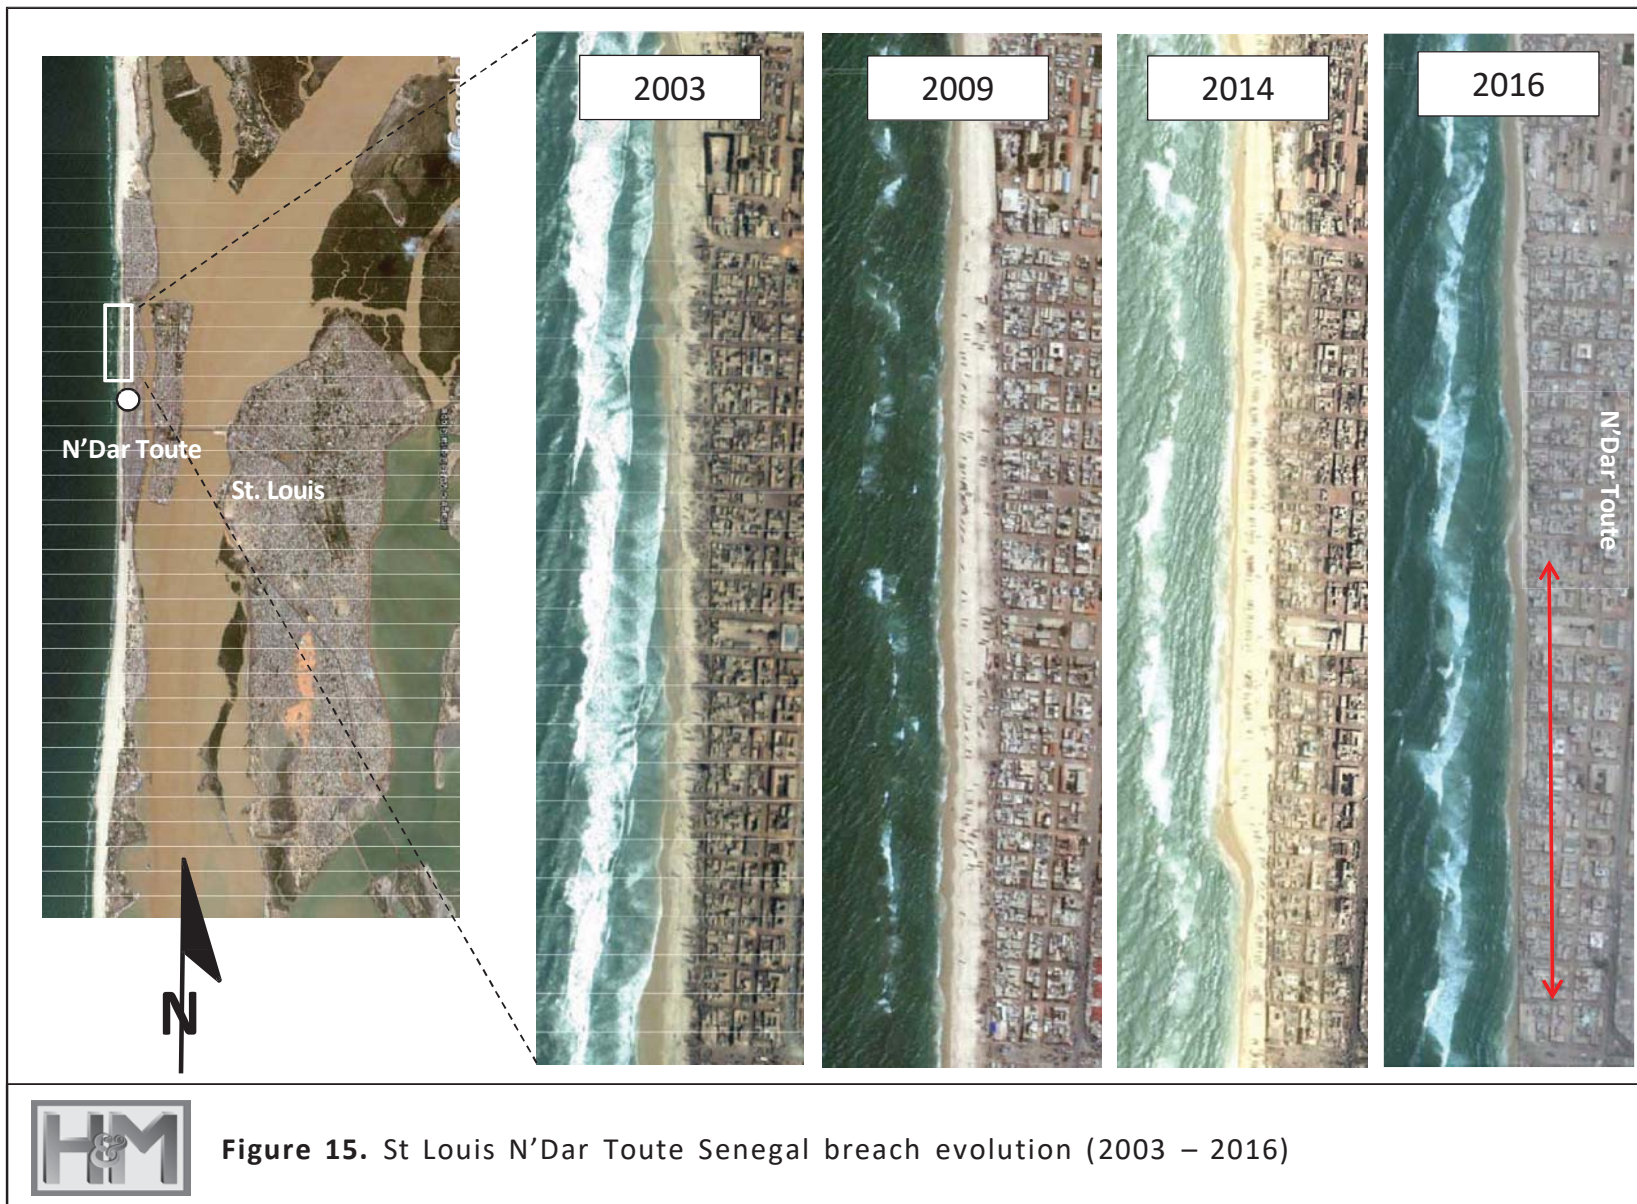 2003
2009
2014
2016
N'Dar Toute
St. Louis
N'Dar Toute
N
H&M
Figure 15. St Louis N'Dar Toute Senegal breach evolution (2003 – 2016)